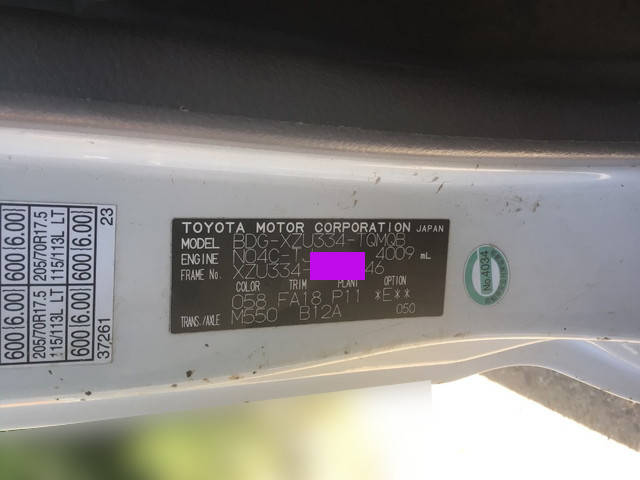 TOYOTA MOTOR CORPORATION JAPAN
MODEL BDG-XZU334-TQMQB
ENGINE N04C-T 4009 mL
FRAME No. XZU334- 46
COLOR TRIM PLANT OPTION
058 FA18 P11 *E**
TRANS./AXLE M550 B12A 050
No.A034
600(6.00) 600(6.00) 23
205/70R17.5 205/70R17.5
115/113L LT 115/113L LT
600(6.00) 600(6.00) 37261